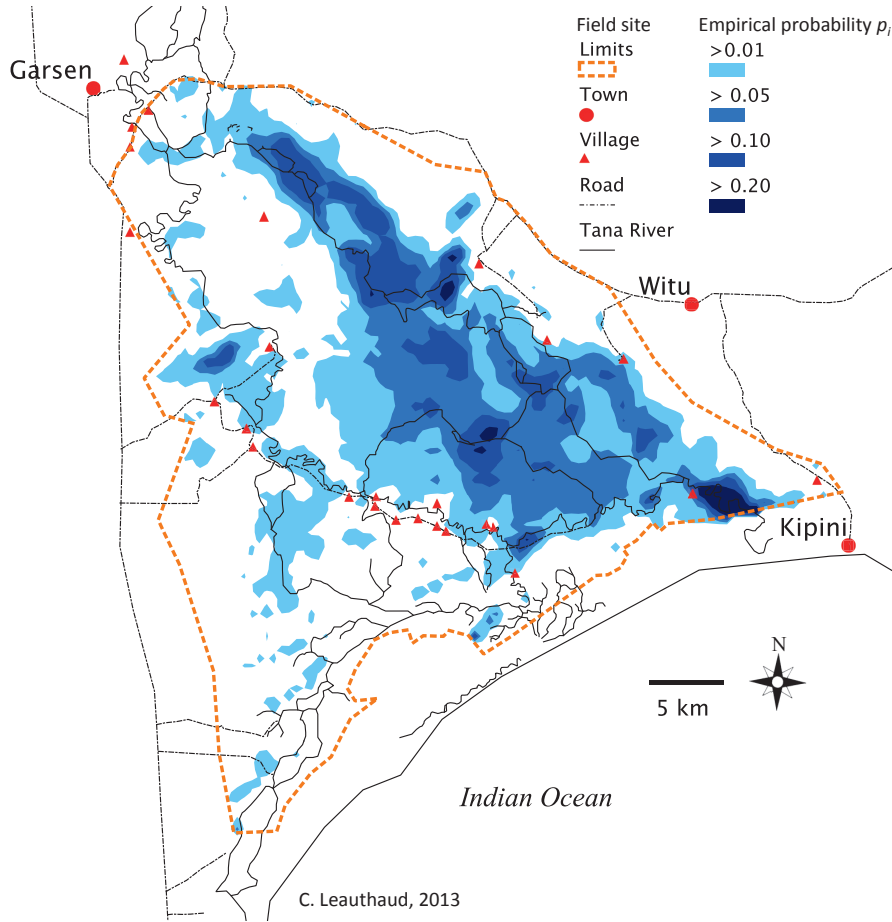 Field site
Limits
Town
Village
Road
Tana River
Empirical probability pᵢ
>0.01
> 0.05
> 0.10
> 0.20
Garsen
Witu
Kipini
N
5 km
Indian Ocean
C. Leauthaud, 2013